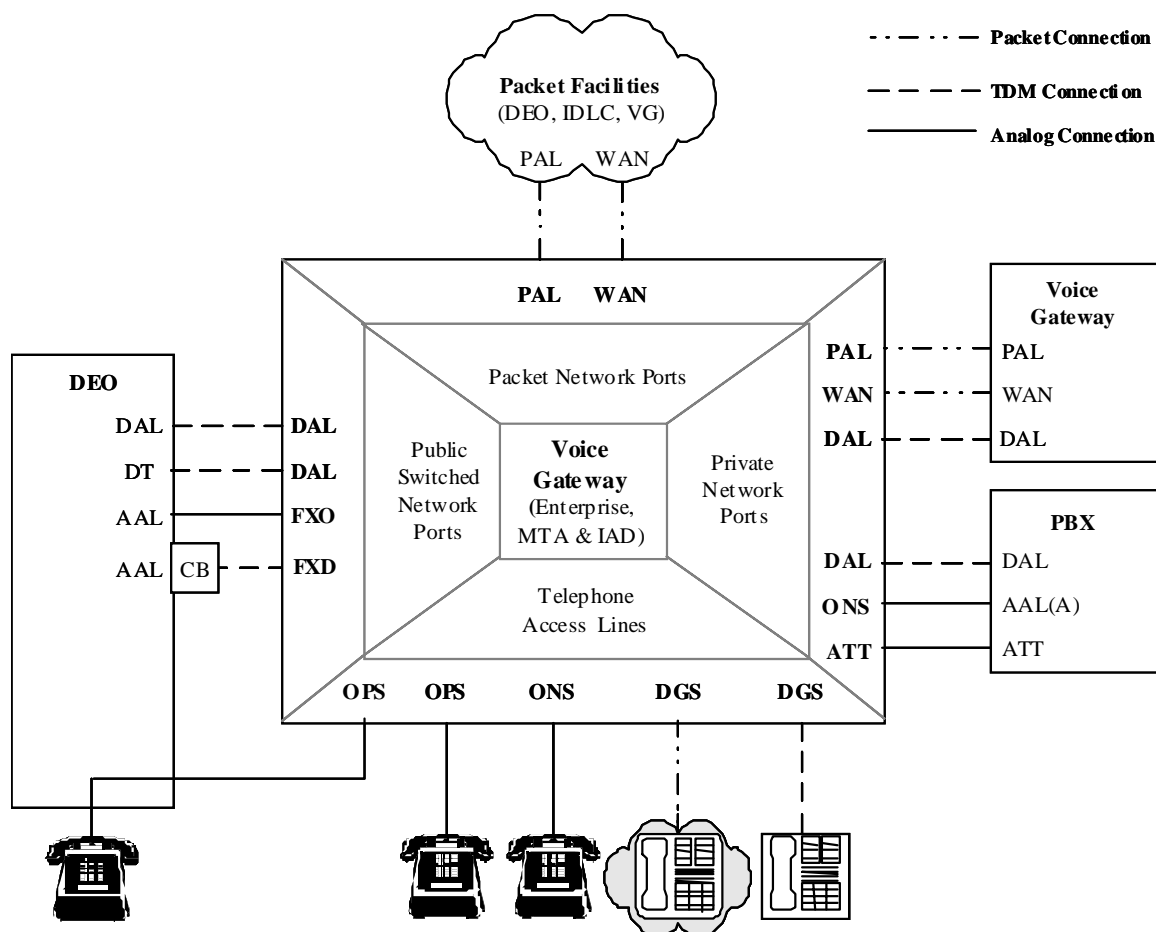 Packet Facilities
(DEO, IDLC, VG)
PAL WAN
Packet Connection
TDM Connection
Analog Connection
PAL WAN
Packet Network Ports
DEO
DAL
DT
AAL
AAL
CB
DAL
DAL
FXO
FXD
Public
Switched
Network
Ports
Voice
Gateway
(Enterprise,
MTA & IAD)
Private
Network
Ports
Telephone
Access Lines
PAL
WAN
DAL
DAL
ONS
ATT
Voice
Gateway
PAL
WAN
DAL
PBX
DAL
AAL(A)
ATT
OPS OPS ONS DGS DGS